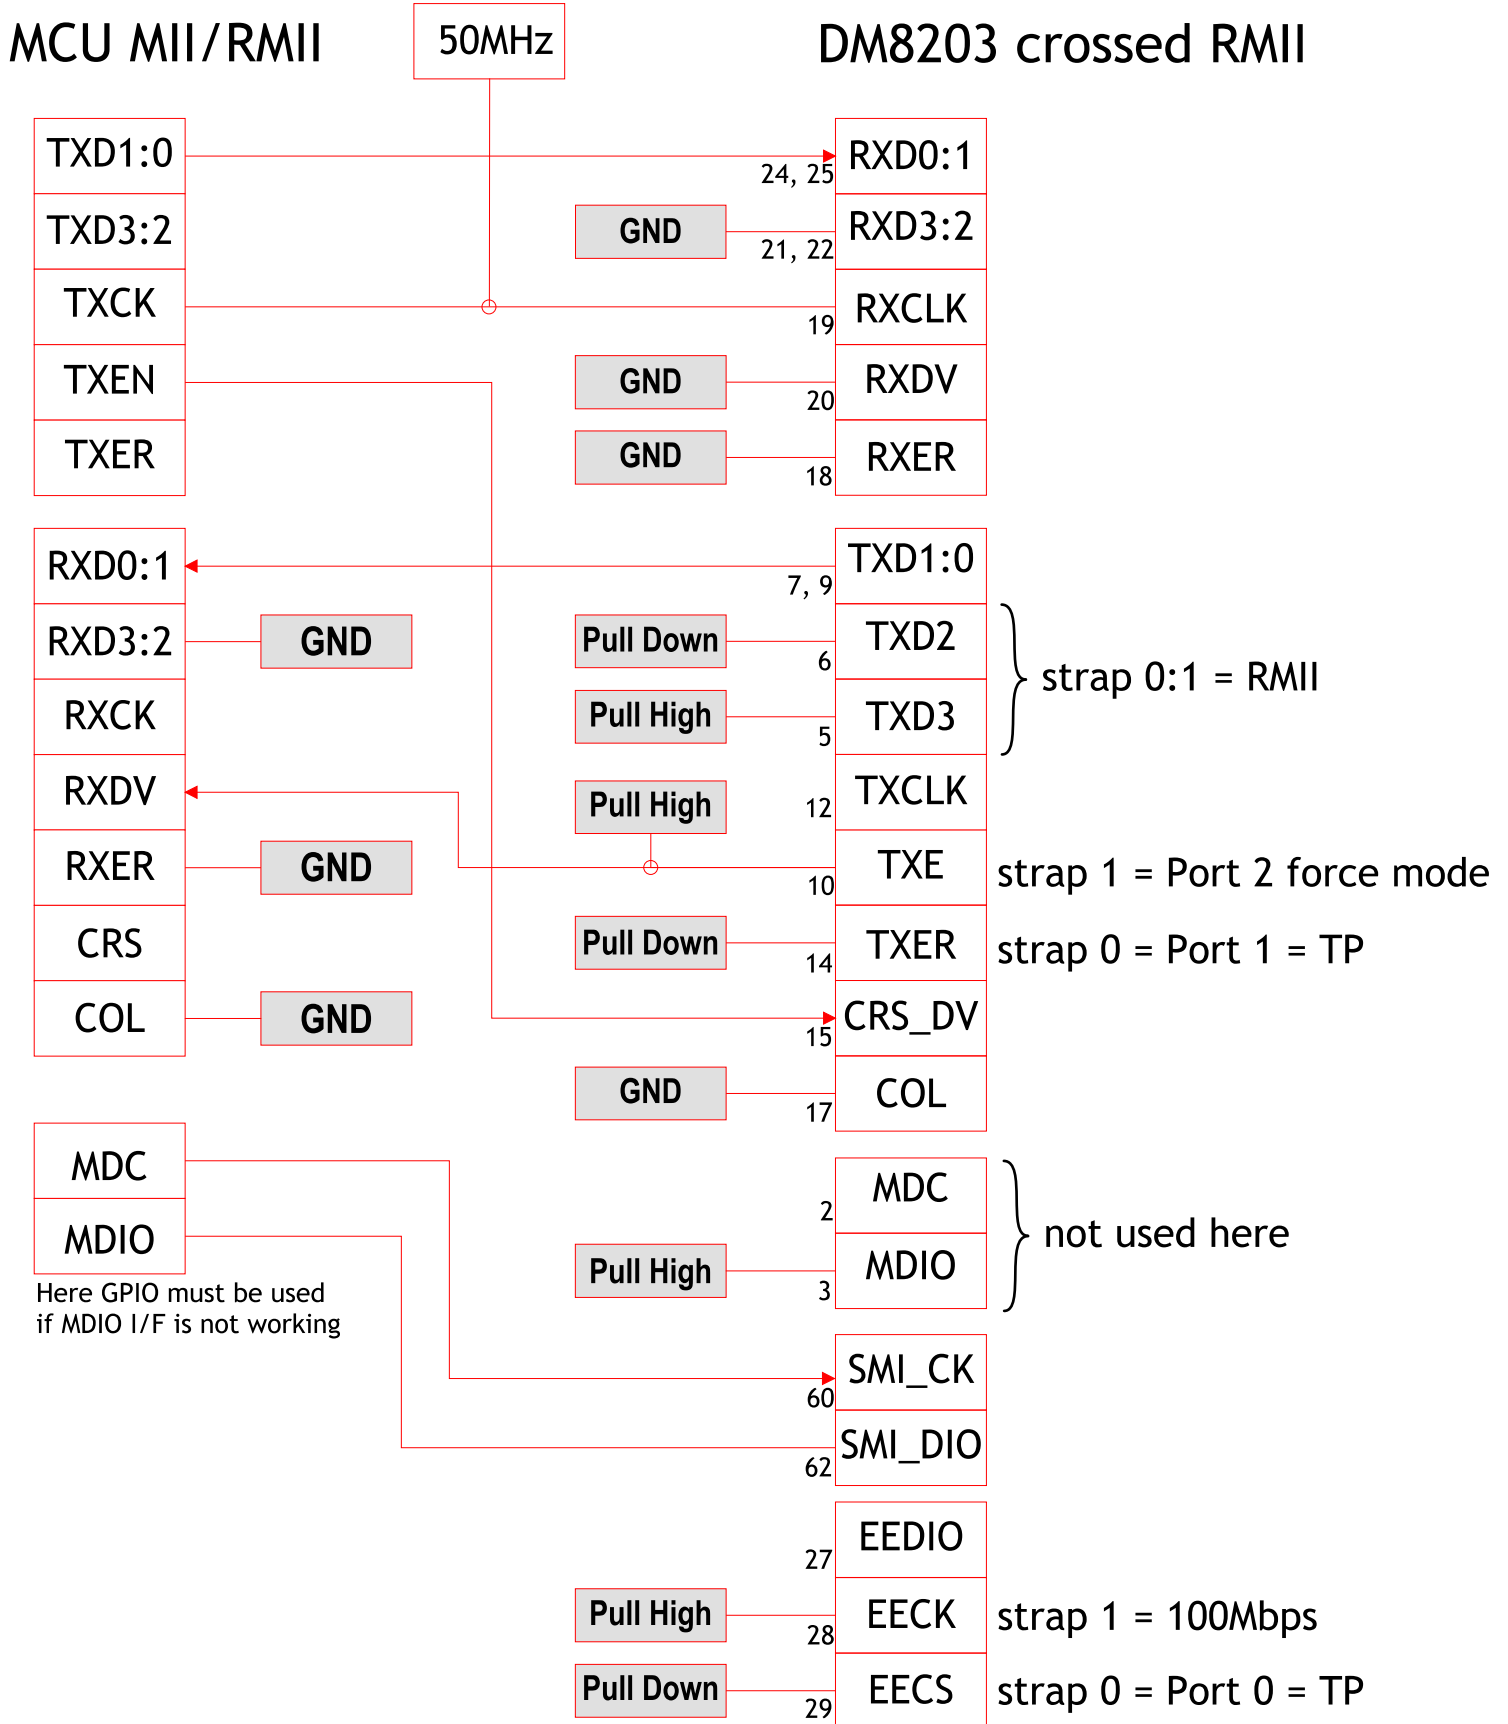 MCU MII/RMII
50MHz
DM8203 crossed RMII
TXD1:0
24, 25
RXD0:1
TXD3:2
GND
21, 22
RXD3:2
TXCK
19
RXCLK
TXEN
GND
20
RXDV
TXER
GND
18
RXER
RXD0:1
7, 9
TXD1:0
RXD3:2
GND
Pull Down
6
TXD2
strap 0:1 = RMII
RXCK
Pull High
5
TXD3
RXDV
Pull High
12
TXCLK
RXER
GND
10
TXE
strap 1 = Port 2 force mode
CRS
Pull Down
14
TXER
strap 0 = Port 1 = TP
COL
GND
15
CRS_DV
GND
17
COL
MDC
2
MDC
not used here
MDIO
Pull High
3
MDIO
Here GPIO must be used
if MDIO I/F is not working
60
SMI_CK
62
SMI_DIO
27
EEDIO
Pull High
28
EECK
strap 1 = 100Mbps
Pull Down
29
EECS
strap 0 = Port 0 = TP